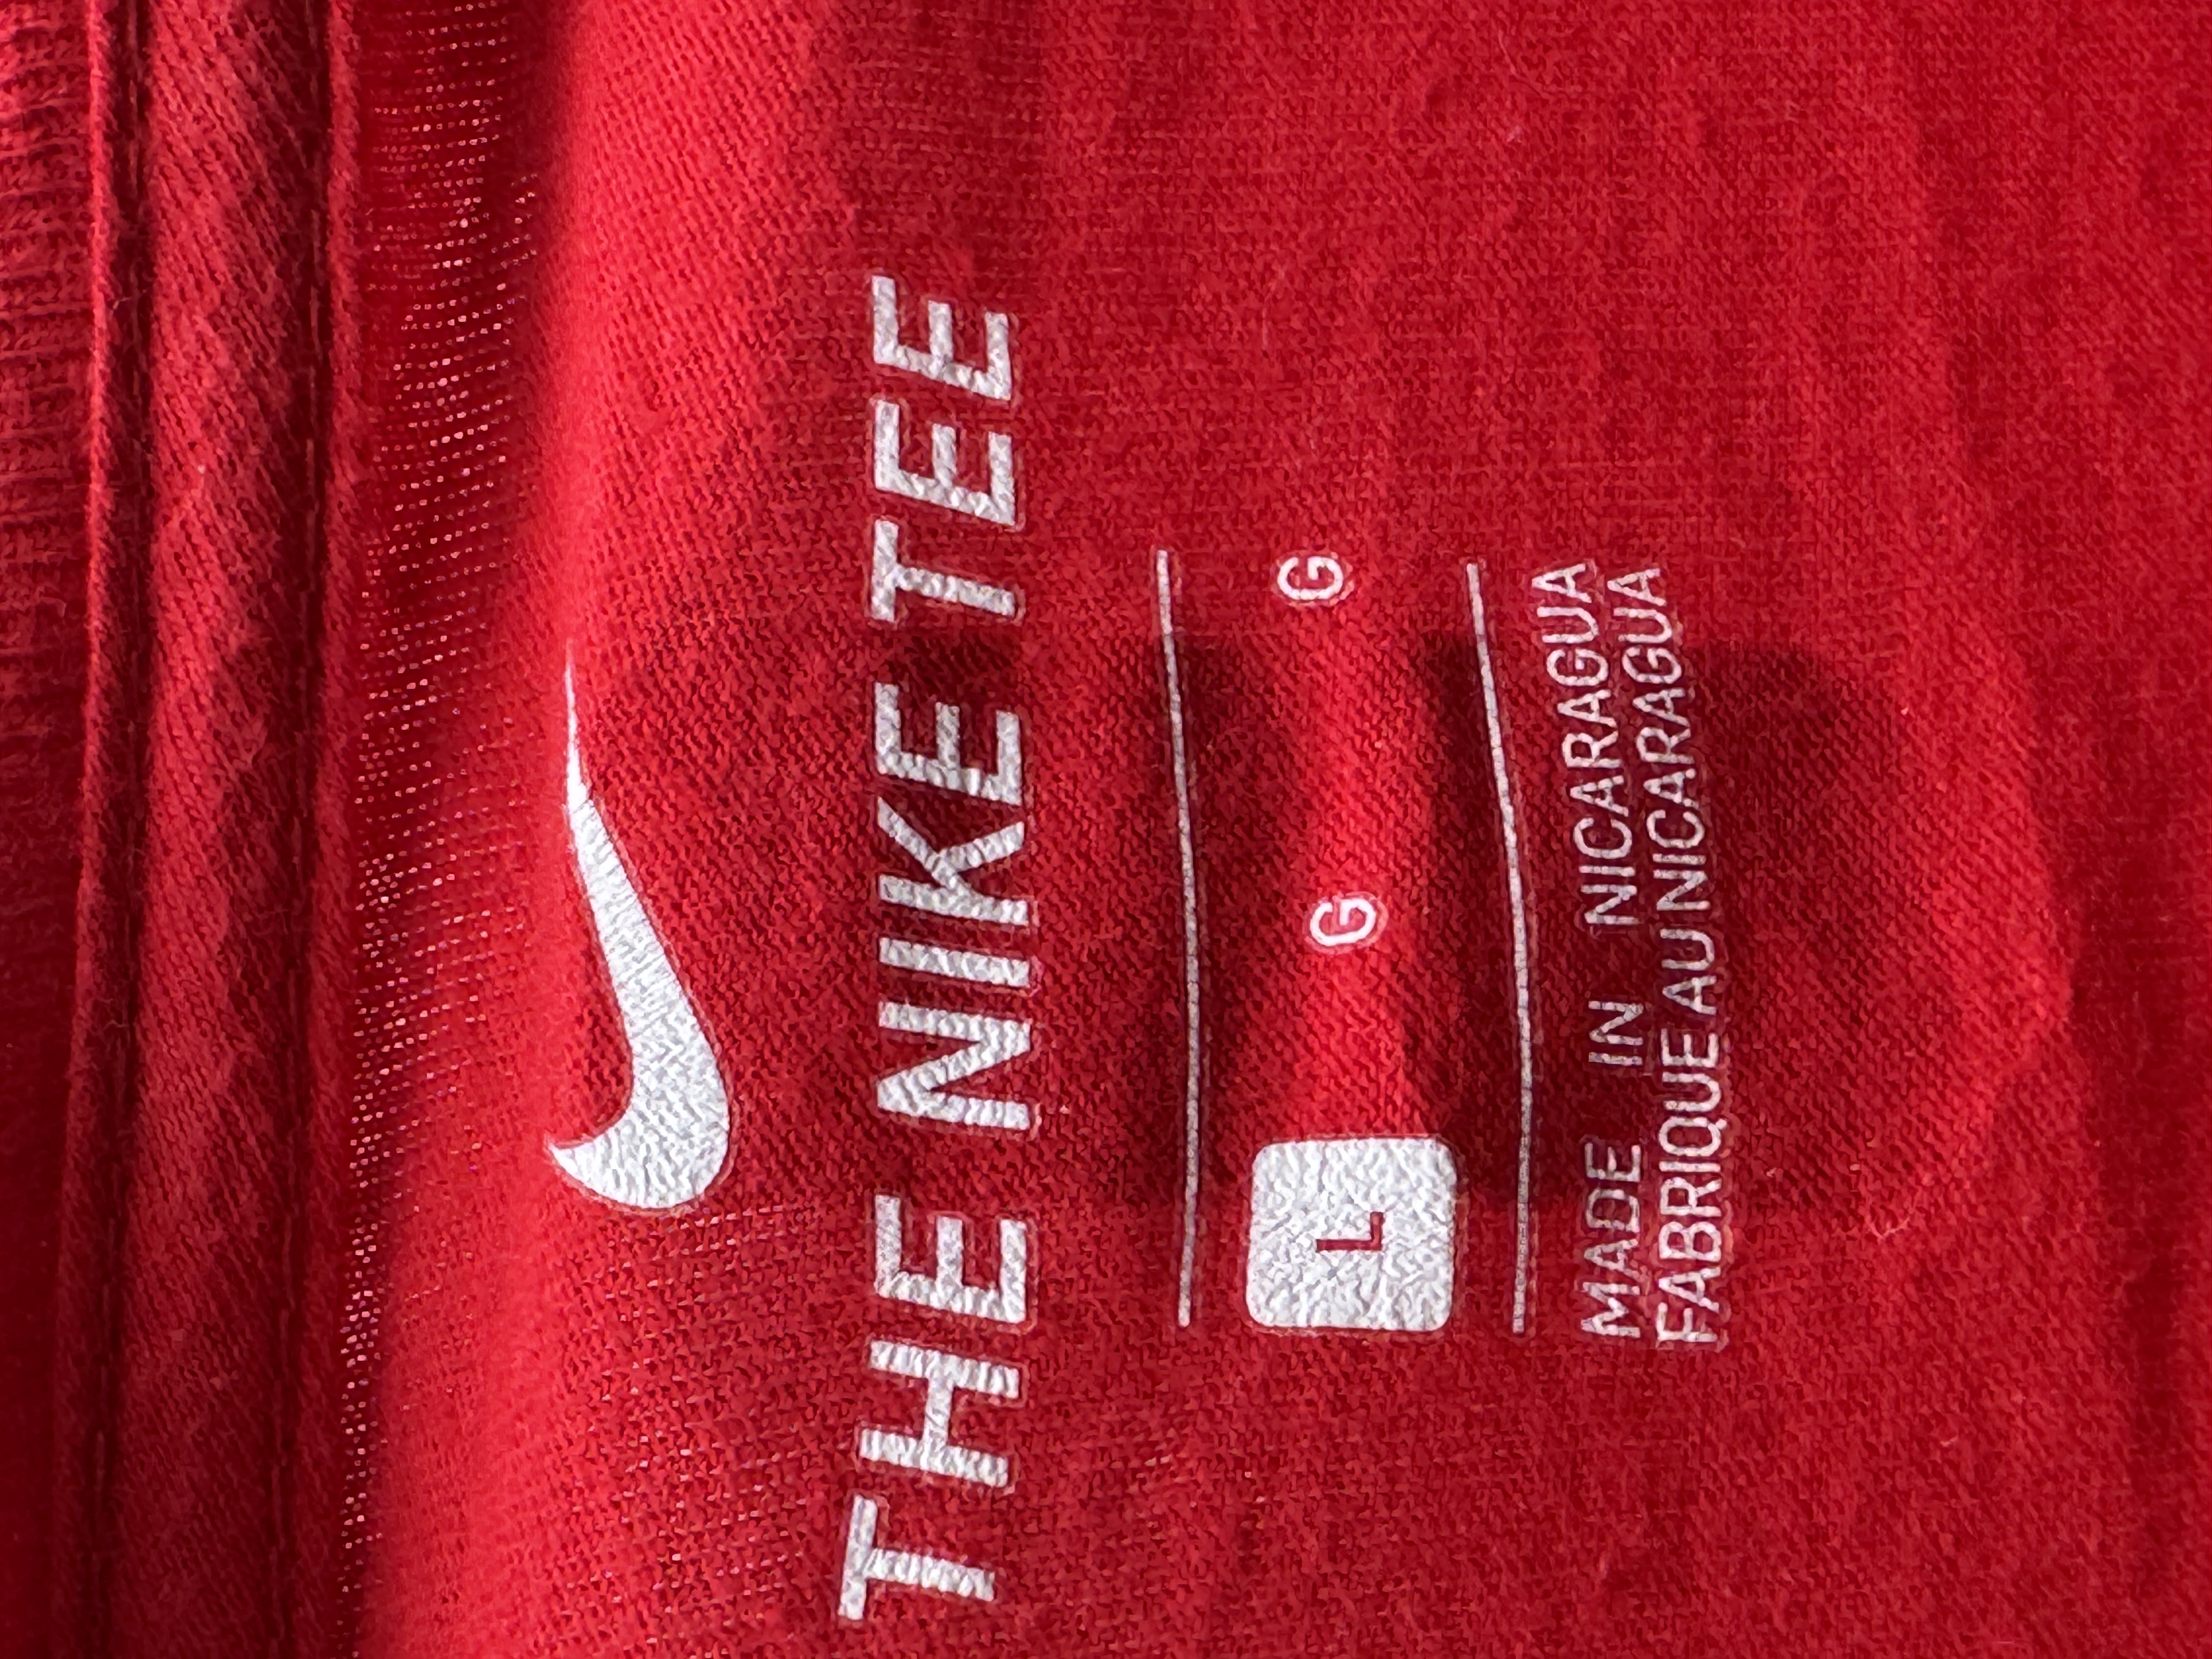 THE NIKE TEE
L G G
MADE IN NICARAGUA
FABRIQUE AU NICARAGUA